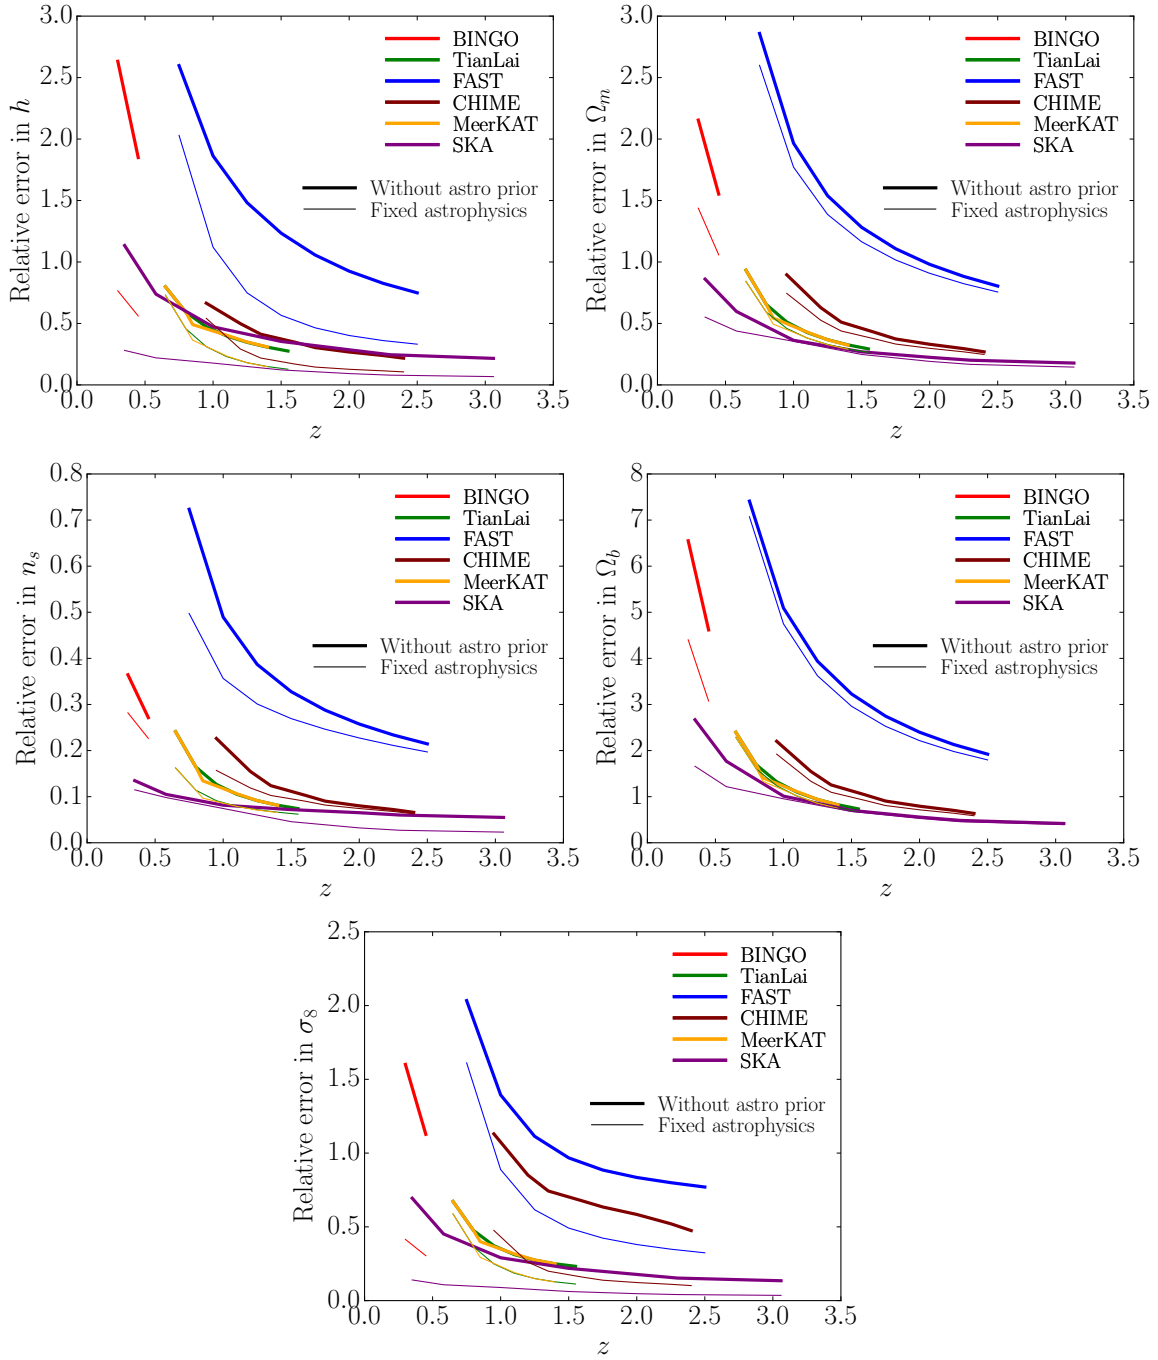 3.0
2.5
2.0
1.5
1.0
0.5
0.0
0.0 0.5 1.0 1.5 2.0 2.5 3.0 3.5
z
Relative error in h
BINGO
TianLai
FAST
CHIME
MeerKAT
SKA
Without astro prior
Fixed astrophysics
3.0
2.5
2.0
1.5
1.0
0.5
0.0
0.0 0.5 1.0 1.5 2.0 2.5 3.0 3.5
z
Relative error in Ωm
BINGO
TianLai
FAST
CHIME
MeerKAT
SKA
Without astro prior
Fixed astrophysics
0.8
0.7
0.6
0.5
0.4
0.3
0.2
0.1
0.0
0.0 0.5 1.0 1.5 2.0 2.5 3.0 3.5
z
Relative error in ns
BINGO
TianLai
FAST
CHIME
MeerKAT
SKA
Without astro prior
Fixed astrophysics
8
7
6
5
4
3
2
1
0
0.0 0.5 1.0 1.5 2.0 2.5 3.0 3.5
z
Relative error in Ωb
BINGO
TianLai
FAST
CHIME
MeerKAT
SKA
Without astro prior
Fixed astrophysics
2.5
2.0
1.5
1.0
0.5
0.0
0.0 0.5 1.0 1.5 2.0 2.5 3.0 3.5
z
Relative error in σ8
BINGO
TianLai
FAST
CHIME
MeerKAT
SKA
Without astro prior
Fixed astrophysics